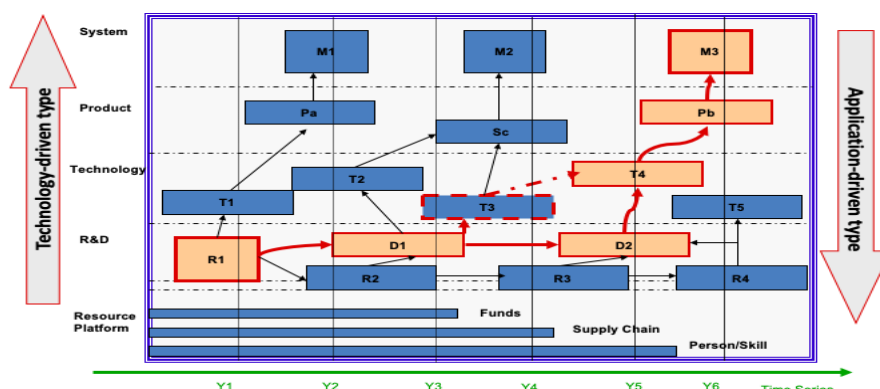 System
M1
M2
M3
Product
Pa
Pb
Sc
Technology
T2
T4
T1
T3
T5
R&D
R1
D1
D2
R2
R3
R4
Resource
Platform
Funds
Supply Chain
Person/Skill
Y1
Y2
Y3
Y4
Y5
Y6
Time Series
Technology-driven type
Application-driven type